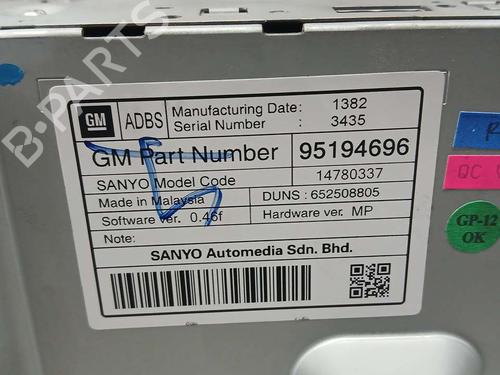 B-PARTS
GM ADBS Manufacturing Date: 1382
Serial Number : 3435
GM Part Number 95194696
SANYO Model Code 14780337
Made in Malaysia DUNS : 652508805
Software ver. 0.46f Hardware ver. MP
Note:
SANYO Automedia Sdn. Bhd.
QC
GP-12
OK